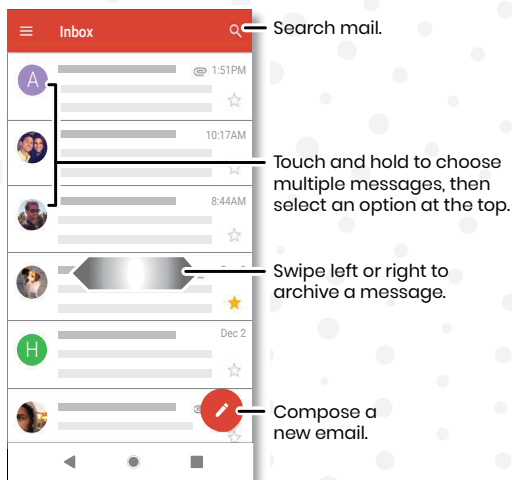 Inbox
Search mail.
A
1:51PM
10:17AM
Touch and hold to choose
multiple messages, then
select an option at the top.
8:44AM
Swipe left or right to
archive a message.
H
Dec 2
Compose a
new email.